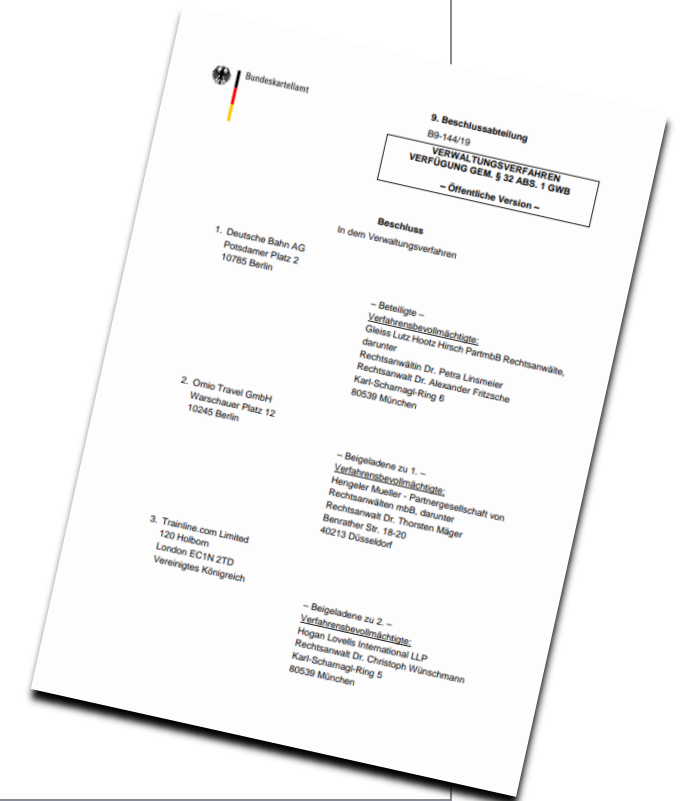 Bundeskartellamt
9. Beschlussabteilung
B9-144/19
VERWALTUNGSVERFAHREN
VERFÜGUNG GEM. § 32 ABS. 1 GWB
– Öffentliche Version –
Beschluss
In dem Verwaltungsverfahren
1. Deutsche Bahn AG
Potsdamer Platz 2
10785 Berlin
– Beteiligte –
Verfahrensbevollmächtigte:
Gleiss Lutz Hootz Hirsch PartmbB Rechtsanwälte,
darunter
Rechtsanwältin Dr. Petra Linsmeier
Rechtsanwalt Dr. Alexander Fritzsche
Karl-Scharnagl-Ring 6
80539 München
2. Omio Travel GmbH
Warschauer Platz 12
10245 Berlin
– Beigeladene zu 1. –
Verfahrensbevollmächtigte:
Hengeler Mueller - Partnergesellschaft von
Rechtsanwälten mbB, darunter
Rechtsanwalt Dr. Thorsten Mäger
Benrather Str. 18-20
40213 Düsseldorf
3. Trainline.com Limited
120 Holborn
London EC1N 2TD
Vereinigtes Königreich
– Beigeladene zu 2. –
Verfahrensbevollmächtigte:
Hogan Lovells International LLP
Rechtsanwalt Dr. Christoph Wünschmann
Karl-Scharnagl-Ring 5
80539 München